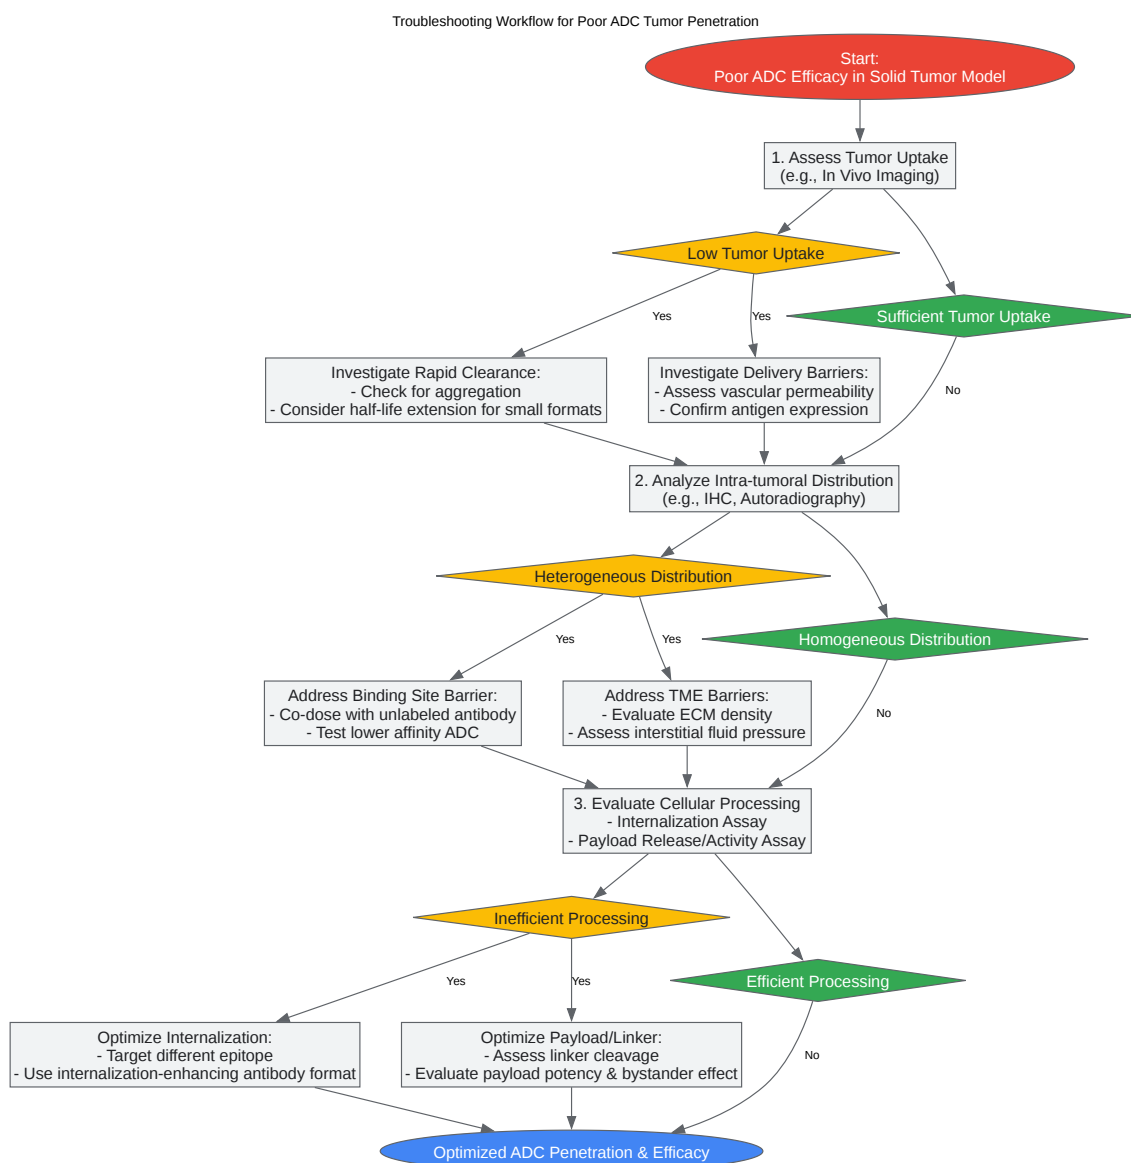 Troubleshooting Workflow for Poor ADC Tumor Penetration
Start:
Poor ADC Efficacy in Solid Tumor Model
1. Assess Tumor Uptake
(e.g., In Vivo Imaging)
Low Tumor Uptake
Sufficient Tumor Uptake
Yes
Yes
No
Investigate Rapid Clearance:
- Check for aggregation
- Consider half-life extension for small formats
Investigate Delivery Barriers:
- Assess vascular permeability
- Confirm antigen expression
2. Analyze Intra-tumoral Distribution
(e.g., IHC, Autoradiography)
Heterogeneous Distribution
Homogeneous Distribution
Yes
Yes
No
Address Binding Site Barrier:
- Co-dose with unlabeled antibody
- Test lower affinity ADC
Address TME Barriers:
- Evaluate ECM density
- Assess interstitial fluid pressure
3. Evaluate Cellular Processing
- Internalization Assay
- Payload Release/Activity Assay
Inefficient Processing
Efficient Processing
Yes
Yes
No
Optimize Internalization:
- Target different epitope
- Use internalization-enhancing antibody format
Optimize Payload/Linker:
- Assess linker cleavage
- Evaluate payload potency & bystander effect
Optimized ADC Penetration & Efficacy